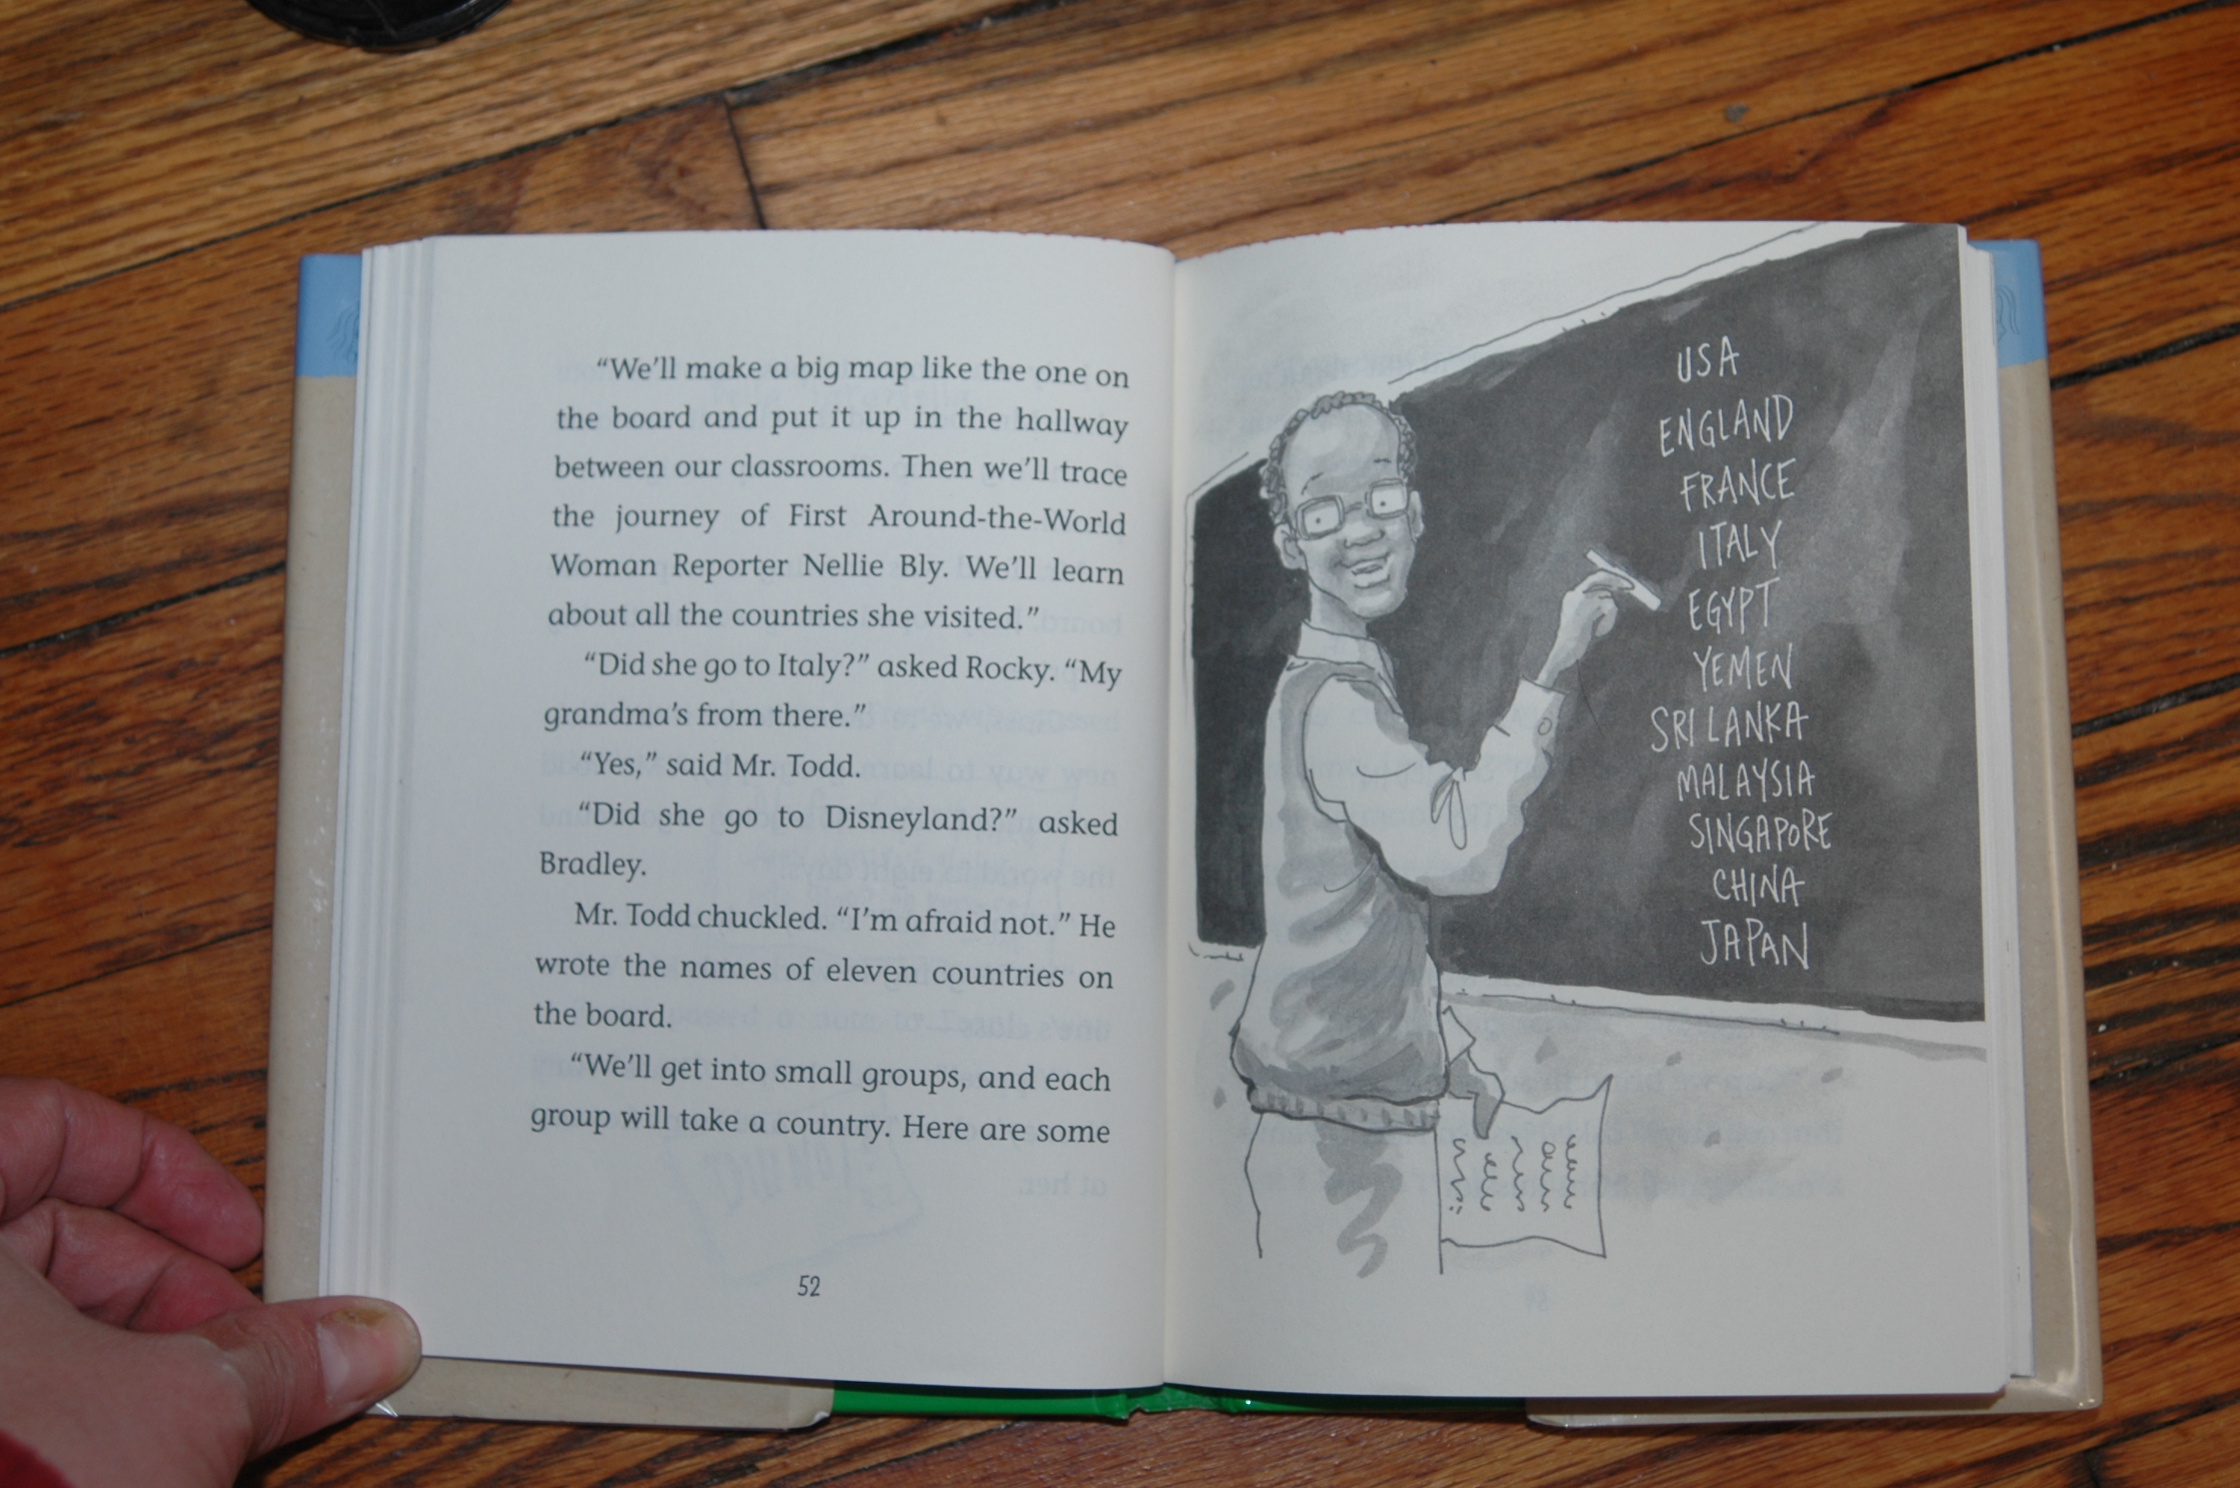 “We’ll make a big map like the one on
the board and put it up in the hallway
between our classrooms. Then we’ll trace
the journey of First Around-the-World
Woman Reporter Nellie Bly. We’ll learn
about all the countries she visited.”
“Did she go to Italy?” asked Rocky. “My
grandma’s from there.”
“Yes,” said Mr. Todd.
“Did she go to Disneyland?” asked
Bradley.
Mr. Todd chuckled. “I’m afraid not.” He
wrote the names of eleven countries on
the board.
“We’ll get into small groups, and each
group will take a country. Here are some
52
USA
ENGLAND
FRANCE
ITALY
EGYPT
YEMEN
SRI LANKA
MALAYSIA
SINGAPORE
CHINA
JAPAN